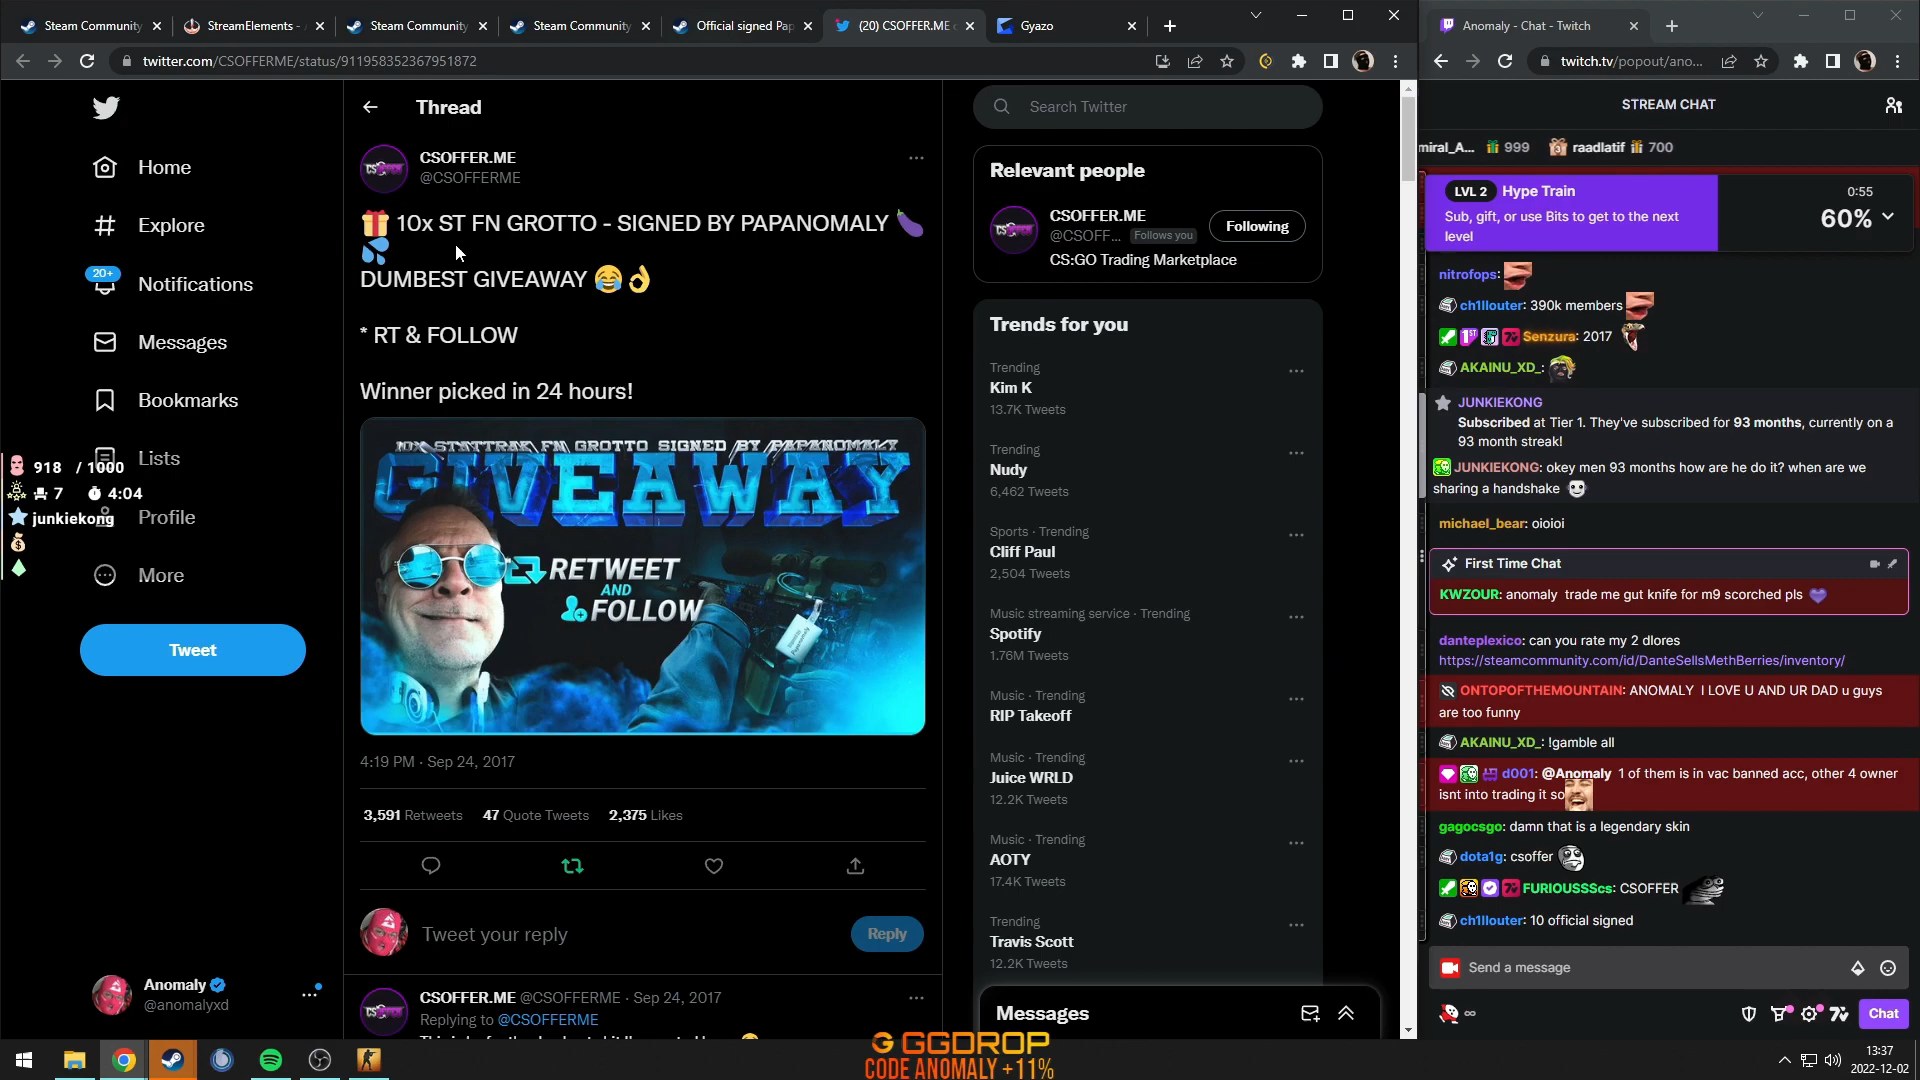 Steam Community
StreamElements -
Steam Community
Steam Community
Official signed Pap
(20) CSOFFER.ME
Gyazo
Anomaly - Chat - Twitch
twitter.com/CSOFFERME/status/911958352367951872
twitch.tv/popout/ano...
Thread
Home
Explore
20+
Notifications
Messages
Bookmarks
Lists
Profile
More
Tweet
918 / 1000
7 4:04
junkiekong
Anomaly
@anomalyxd
CSOFFER.ME
@CSOFFERME
🎁 10x ST FN GROTTO - SIGNED BY PAPANOMALY 🍆
💦
DUMBEST GIVEAWAY 😂👌
* RT & FOLLOW
Winner picked in 24 hours!
10X STATTRAK FN GROTTO SIGNED BY PAPANOMALY
GIVEAWAY
RETWEET
AND
FOLLOW
4:19 PM · Sep 24, 2017
3,591 Retweets 47 Quote Tweets 2,375 Likes
Tweet your reply
Reply
CSOFFER.ME @CSOFFERME · Sep 24, 2017
Replying to @CSOFFERME
Search Twitter
Relevant people
CSOFFER.ME
@CSOFF... Follows you
Following
CS:GO Trading Marketplace
Trends for you
Trending
Kim K
13.7K Tweets
Trending
Nudy
6,462 Tweets
Sports · Trending
Cliff Paul
2,504 Tweets
Music streaming service · Trending
Spotify
1.76M Tweets
Music · Trending
RIP Takeoff
Music · Trending
Juice WRLD
12.2K Tweets
Music · Trending
AOTY
17.4K Tweets
Trending
Travis Scott
12.2K Tweets
Messages
STREAM CHAT
miral_A... 999 3 raadlatif 700
LVL 2 Hype Train
Sub, gift, or use Bits to get to the next
level
0:55
60%
nitrofops:
ch1llouter: 390k members
1ST Senzura: 2017
AKAINU_XD_:
JUNKIEKONG
Subscribed at Tier 1. They've subscribed for 93 months, currently on a
93 month streak!
JUNKIEKONG: okey men 93 months how are he do it? when are we
sharing a handshake
michael_bear: oioioi
First Time Chat
KWZOUR: anomaly trade me gut knife for m9 scorched pls 💜
danteplexico: can you rate my 2 dlores
https://steamcommunity.com/id/DanteSellsMethBerries/inventory/
ONTOPOFTHEMOUNTAIN: ANOMALY I LOVE U AND UR DAD u guys
are too funny
AKAINU_XD_: !gamble all
d001: @Anomaly 1 of them is in vac banned acc, other 4 owner
isnt into trading it so
gagocsgo: damn that is a legendary skin
dota1g: csoffer
FURIOUSSScs: CSOFFER
ch1llouter: 10 official signed
Send a message
∞
Chat
GGDROP
CODE ANOMALY +11%
13:37
2022-12-02